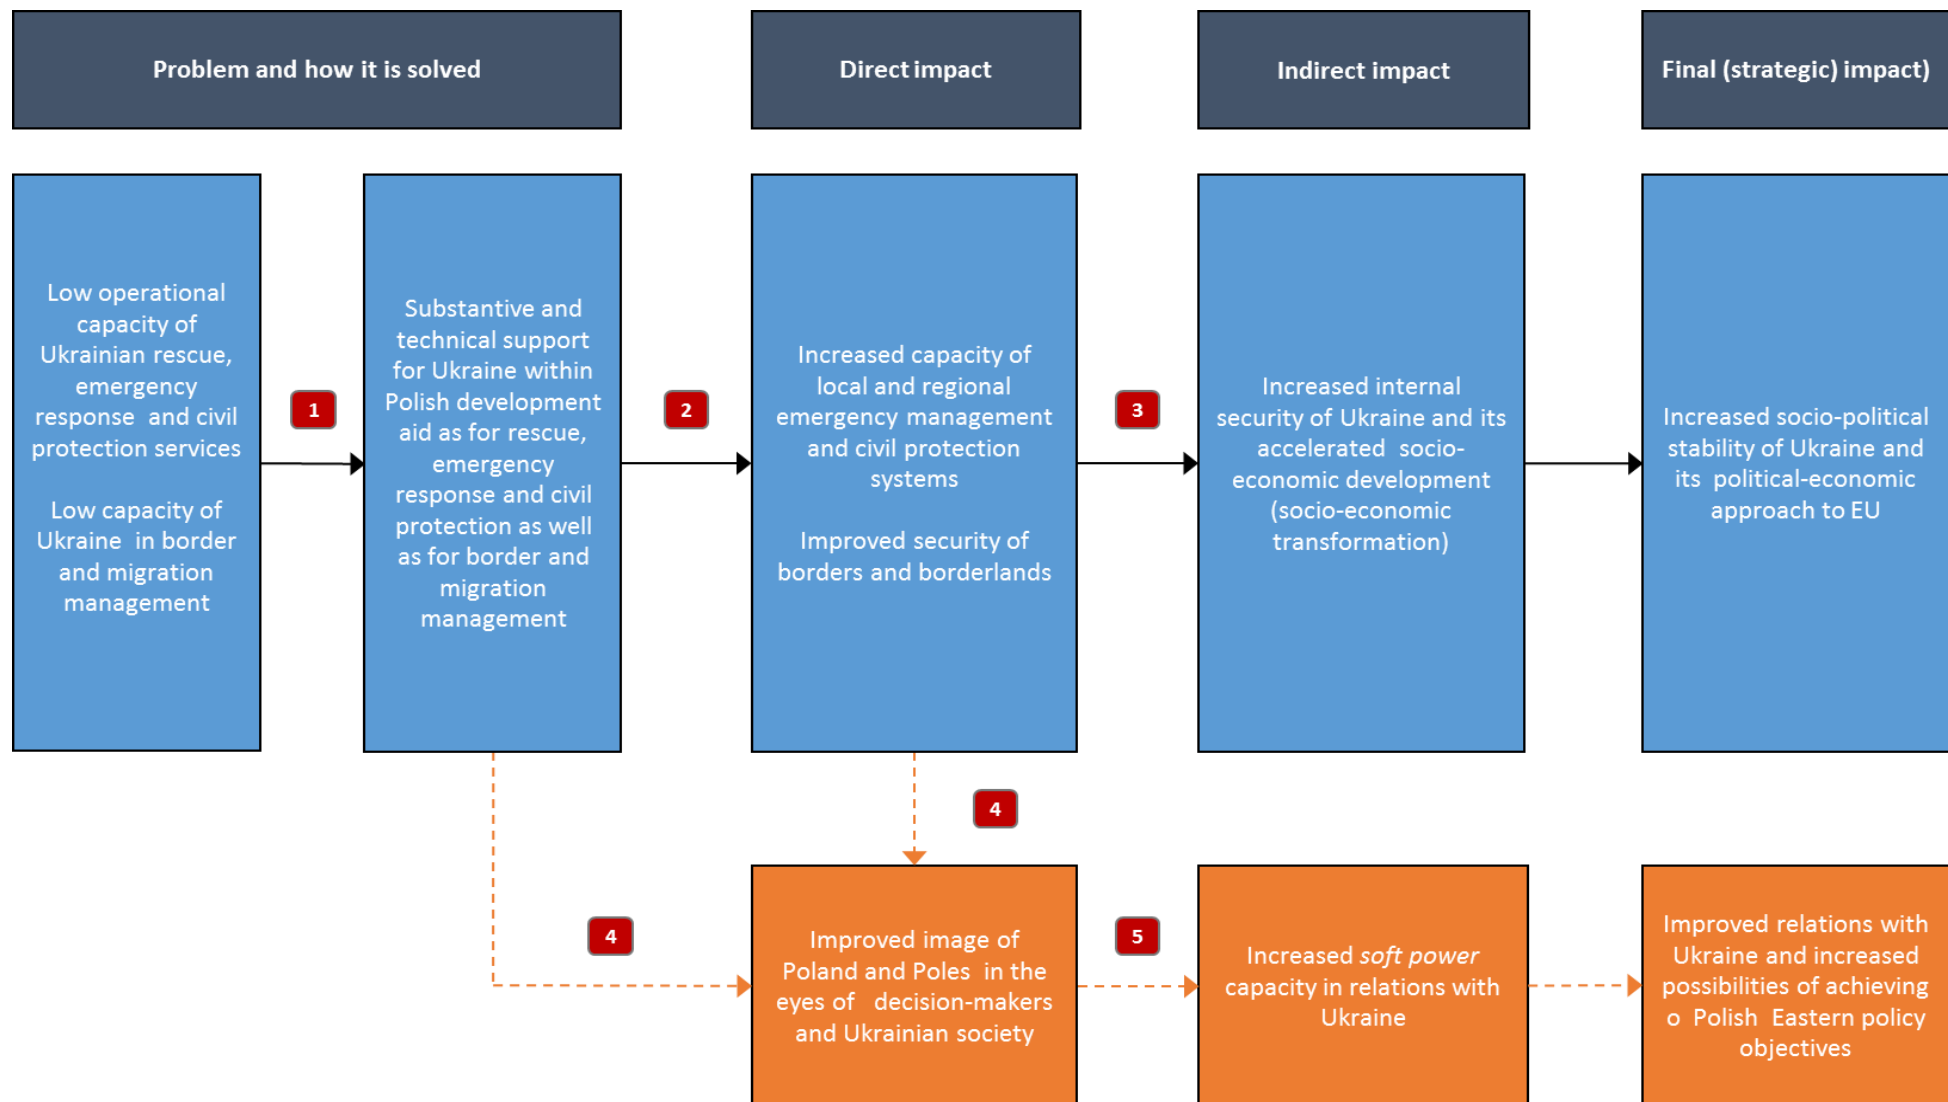 Problem and how it is solved
Direct impact
Indirect impact
Final (strategic) impact)
Low operational
capacity of
Ukrainian rescue,
emergency
response and civil
protection services
Low capacity of
Ukraine in border
and migration
management
1
Substantive and
technical support
for Ukraine within
Polish development
aid as for rescue,
emergency
response and civil
protection as well
as for border and
migration
management
2
Increased capacity of
local and regional
emergency management
and civil protection
systems
Improved security of
borders and borderlands
3
Increased internal
security of Ukraine and its
accelerated socio-
economic development
(socio-economic
transformation)
Increased socio-political
stability of Ukraine and
its political-economic
approach to EU
4
4
Improved image of
Poland and Poles in the
eyes of decision-makers
and Ukrainian society
5
Increased soft power
capacity in relations with
Ukraine
Improved relations with
Ukraine and increased
possibilities of achieving
o Polish Eastern policy
objectives